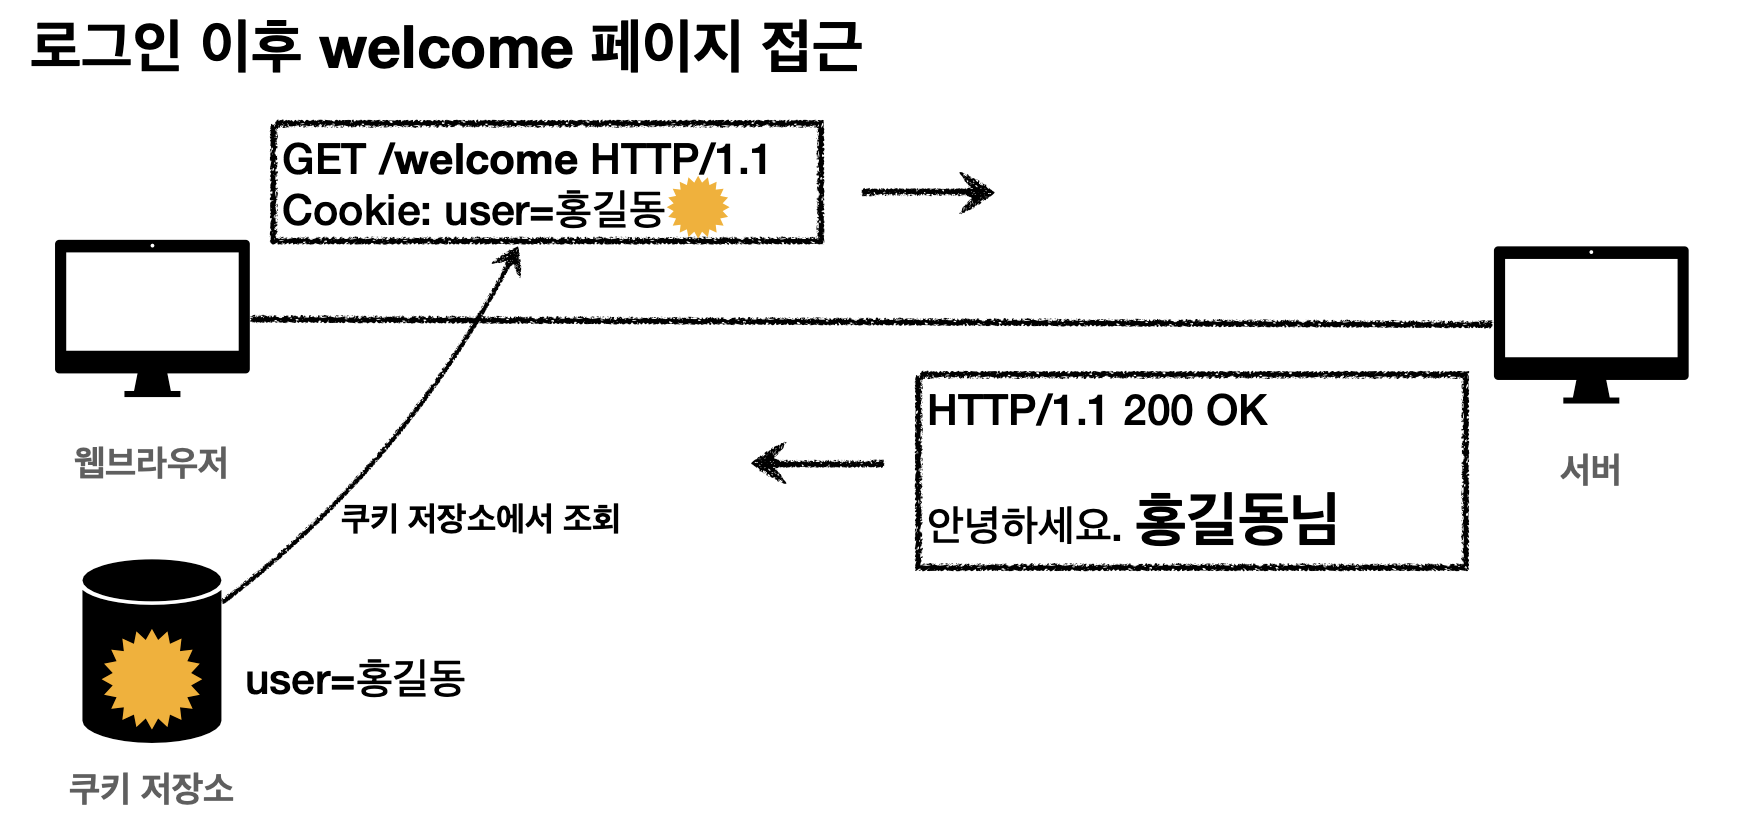 로그인 이후 welcome 페이지 접근
GET /welcome HTTP/1.1
Cookie: user=홍길동
웹브라우저
서버
HTTP/1.1 200 OK
안녕하세요. 홍길동님
쿠키 저장소에서 조회
user=홍길동
쿠키 저장소